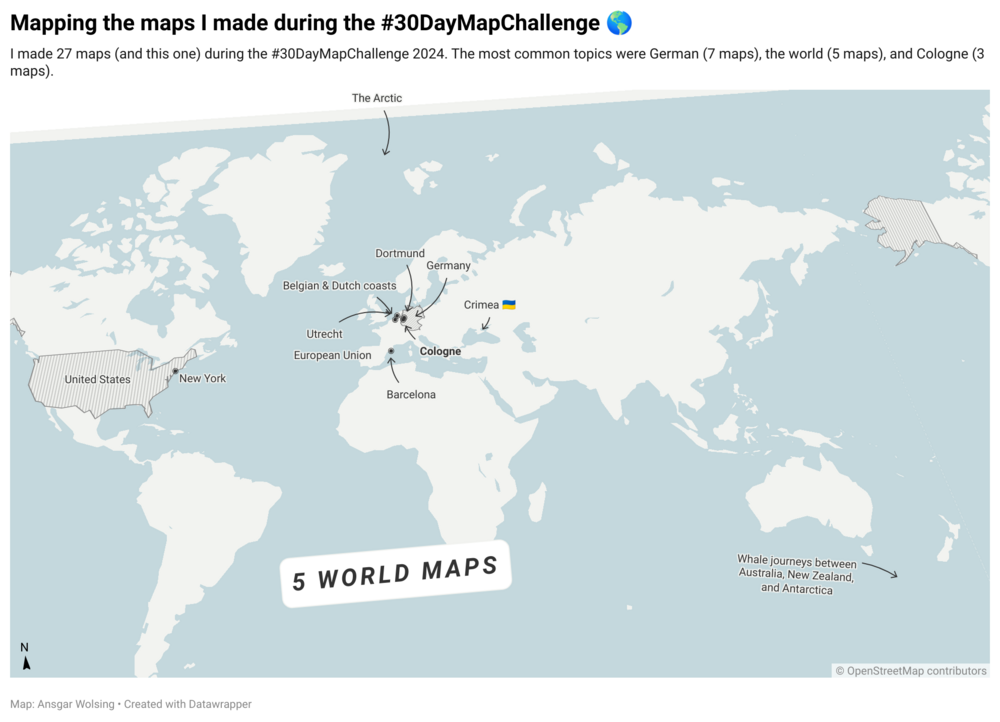 Mapping the maps I made during the #30DayMapChallenge 🌎
I made 27 maps (and this one) during the #30DayMapChallenge 2024. The most common topics were German (7 maps), the world (5 maps), and Cologne (3
maps).
The Arctic
Dortmund
Germany
Belgian & Dutch coasts
Crimea 🇺🇦
Utrecht
European Union
Cologne
United States
New York
Barcelona
5 WORLD MAPS
Whale journeys between
Australia, New Zealand,
and Antarctica
N
© OpenStreetMap contributors
Map: Ansgar Wolsing • Created with Datawrapper